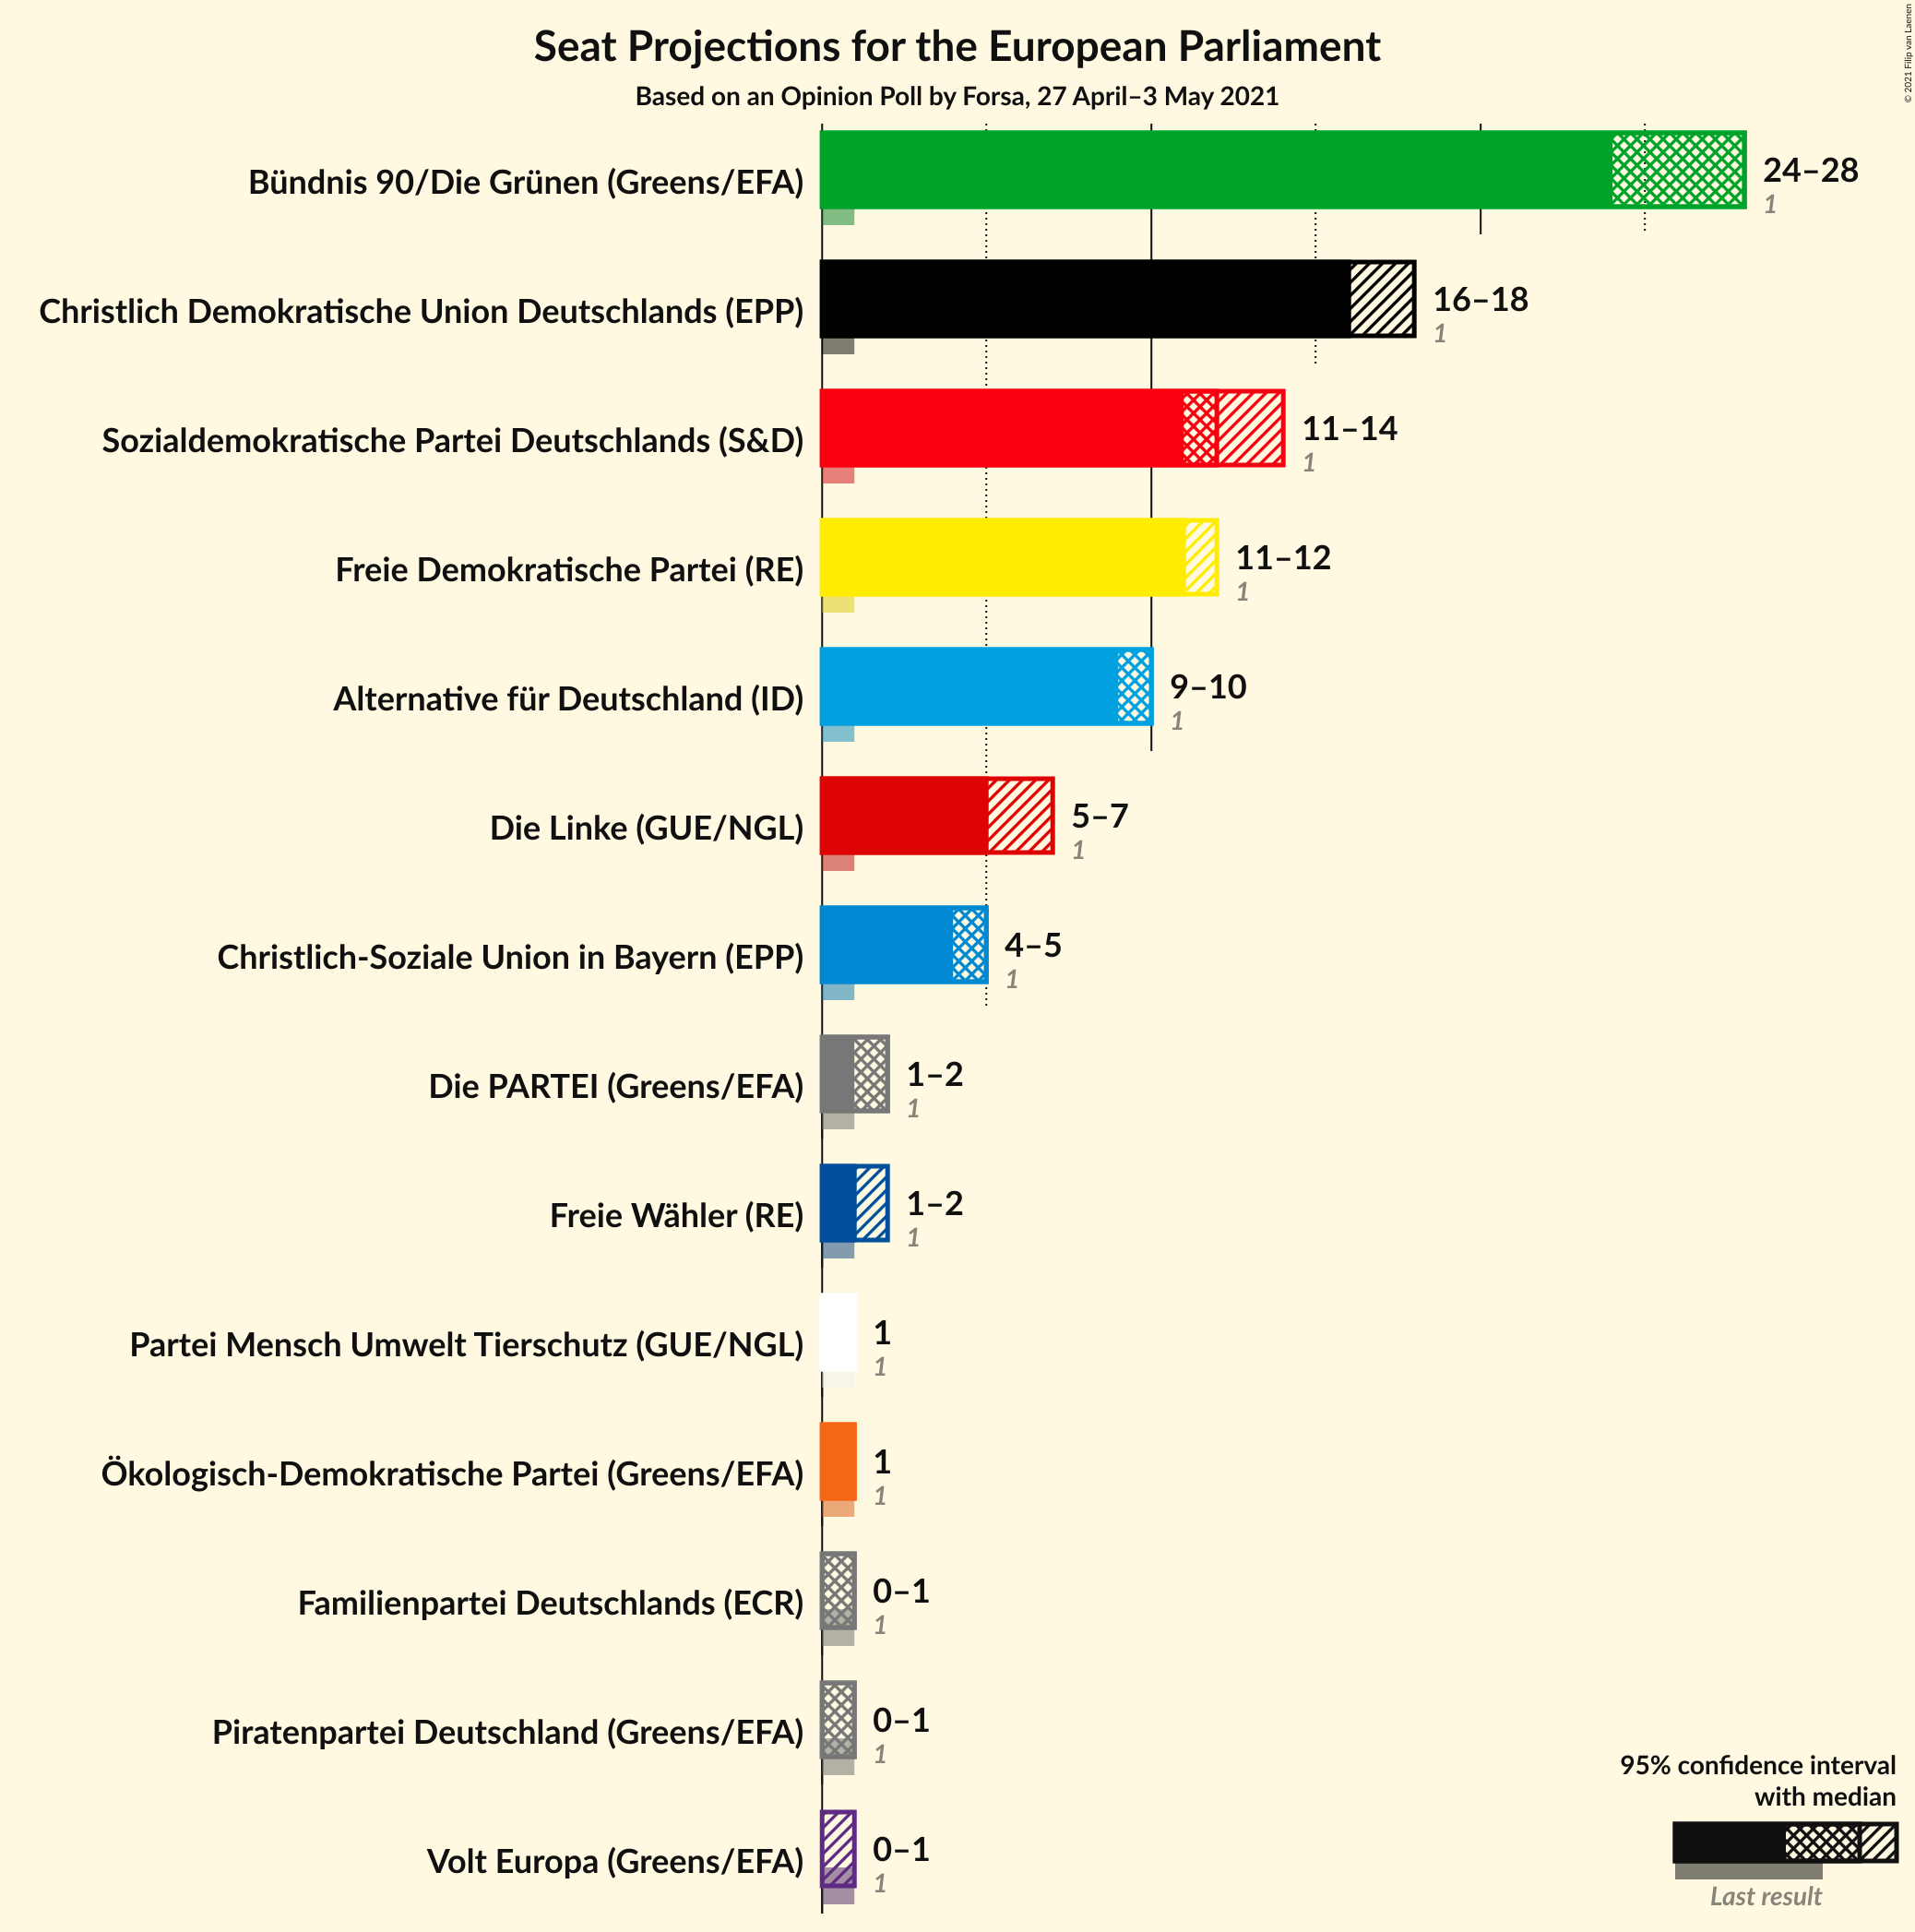 Seat Projections for the European Parliament
Based on an Opinion Poll by Forsa, 27 April–3 May 2021
© 2021 Filip van Laenen
Bündnis 90/Die Grünen (Greens/EFA)
24–28
1
Christlich Demokratische Union Deutschlands (EPP)
16–18
1
Sozialdemokratische Partei Deutschlands (S&D)
11–14
1
Freie Demokratische Partei (RE)
11–12
1
Alternative für Deutschland (ID)
9–10
1
Die Linke (GUE/NGL)
5–7
1
Christlich-Soziale Union in Bayern (EPP)
4–5
1
Die PARTEI (Greens/EFA)
1–2
1
Freie Wähler (RE)
1–2
1
Partei Mensch Umwelt Tierschutz (GUE/NGL)
1
1
Ökologisch-Demokratische Partei (Greens/EFA)
1
1
Familienpartei Deutschlands (ECR)
0–1
1
Piratenpartei Deutschland (Greens/EFA)
0–1
1
Volt Europa (Greens/EFA)
0–1
1
95% confidence interval
with median
Last result